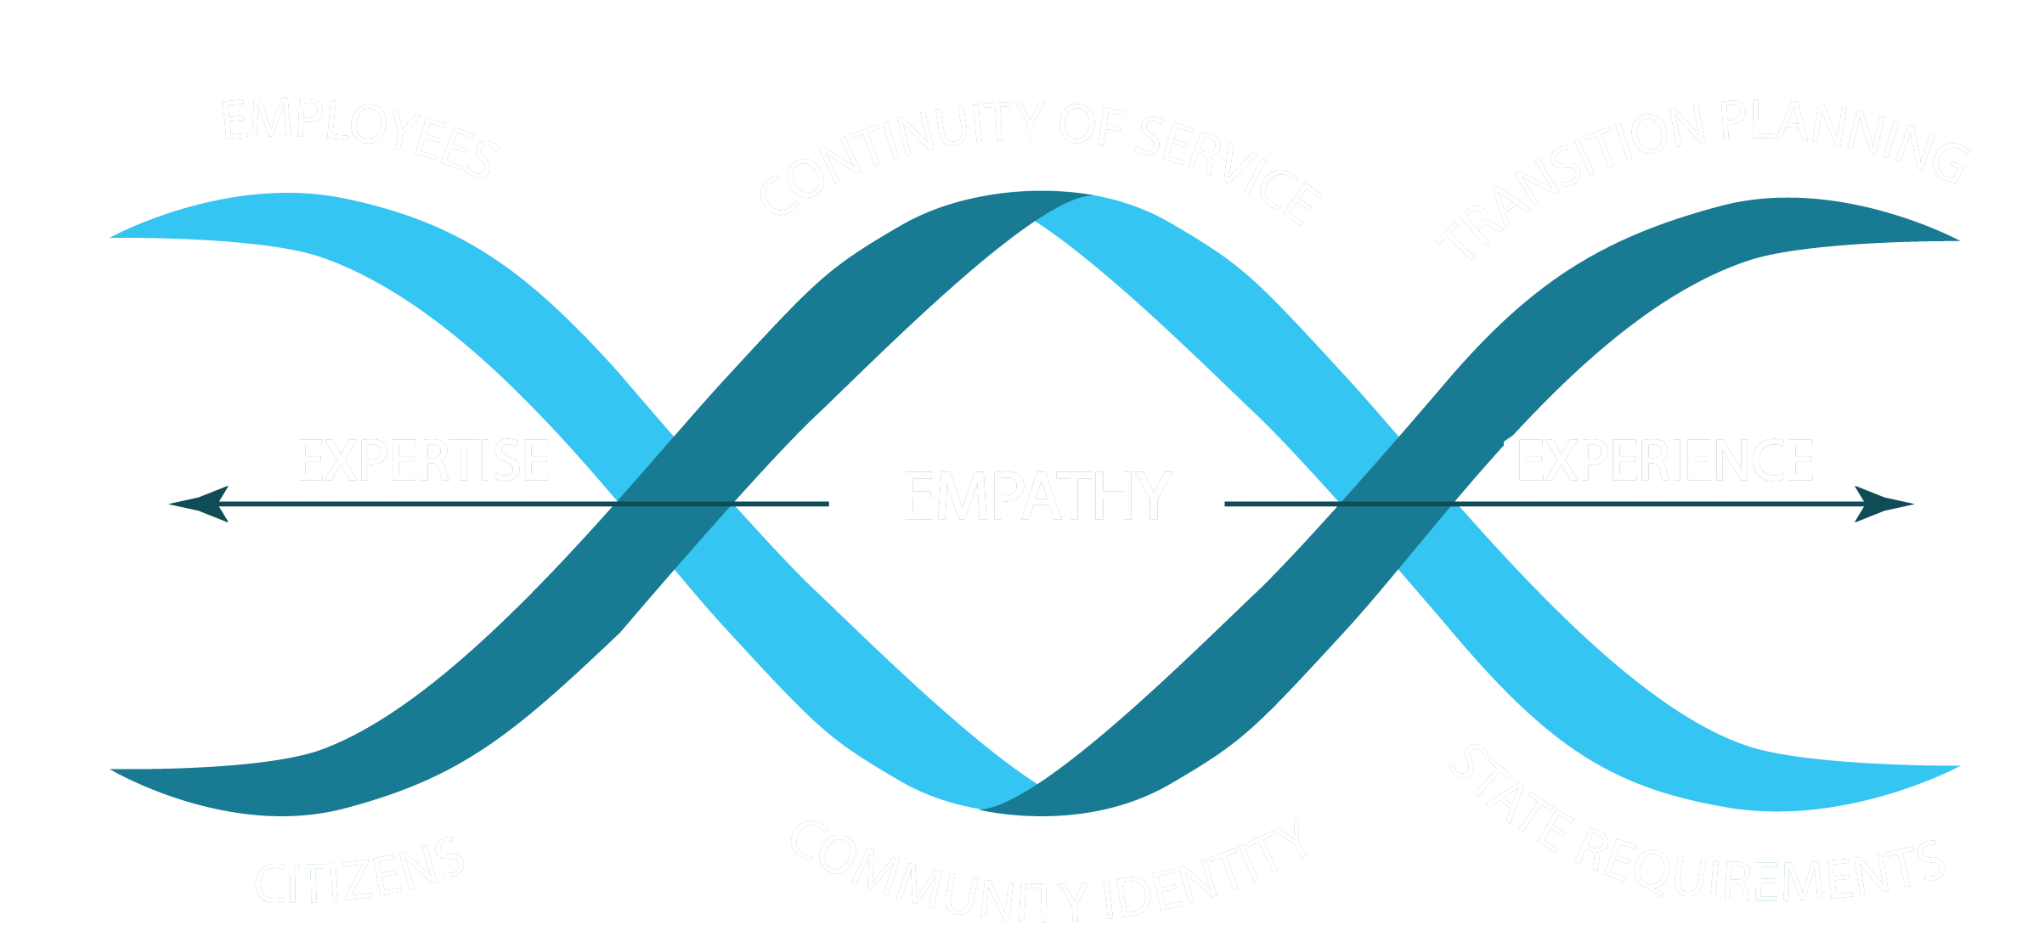 EMPLOYEES
CONTINUITY OF SERVICE
TRANSITION PLANNING
EXPERTISE
EMPATHY
EXPERIENCE
CITIZENS
COMMUNITY IDENTITY
STATE REQUIREMENTS